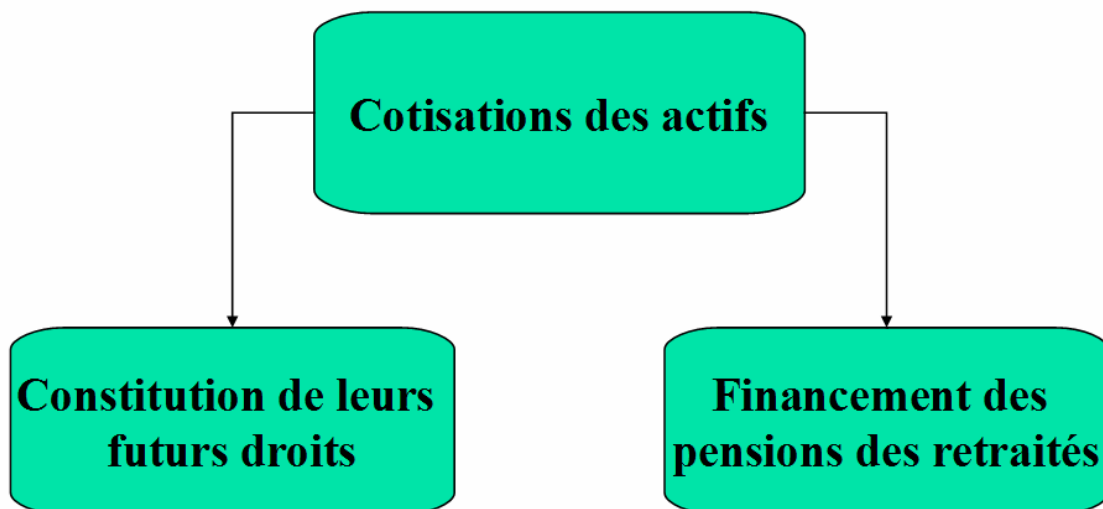 Cotisations des actifs
Constitution de leurs
futurs droits
Financement des
pensions des retraités